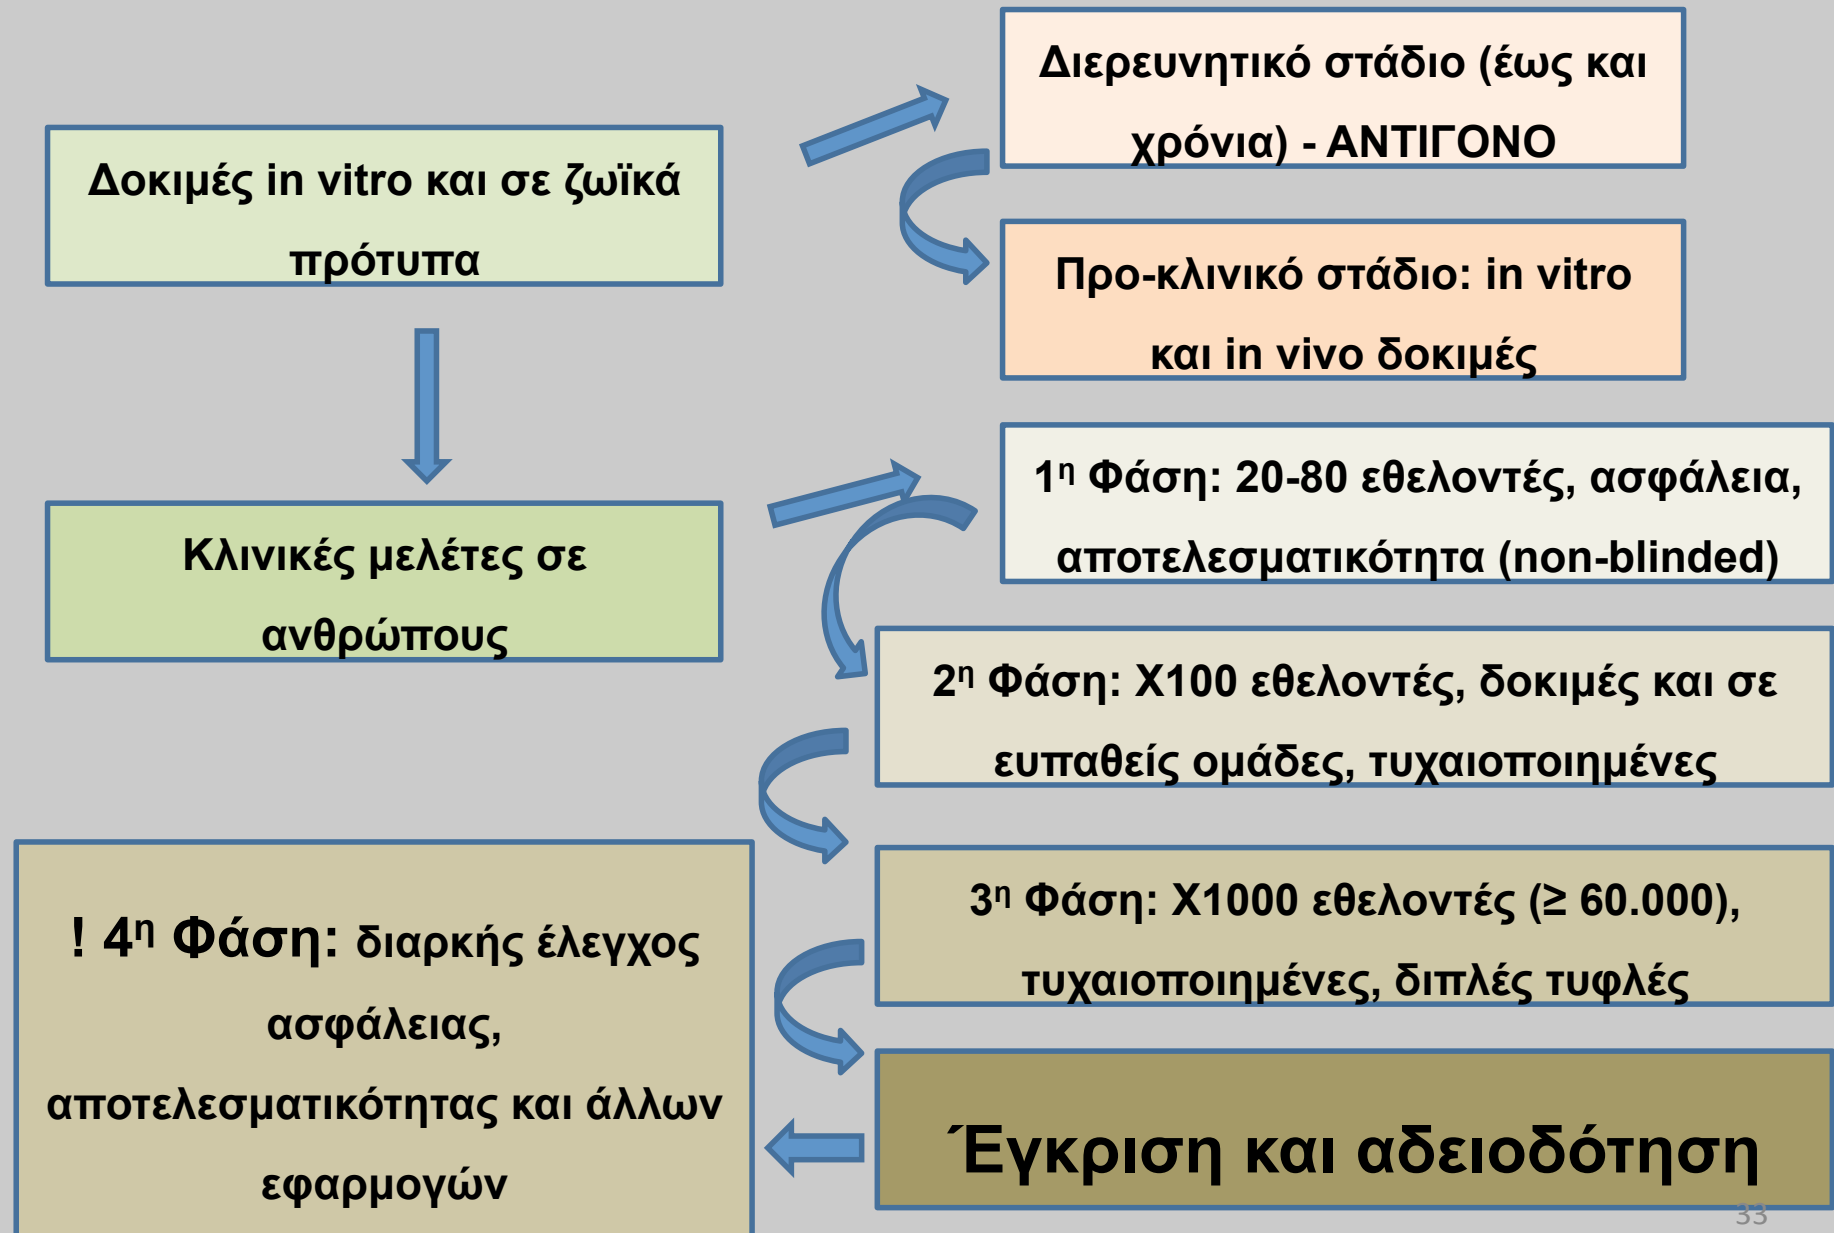 Διερευνητικό στάδιο (έως και
χρόνια) - ΑΝΤΙΓΟΝΟ
Δοκιμές in vitro και σε ζωϊκά
πρότυπα
Προ-κλινικό στάδιο: in vitro
και in vivo δοκιμές
1η Φάση: 20-80 εθελοντές, ασφάλεια,
αποτελεσματικότητα (non-blinded)
Κλινικές μελέτες σε
ανθρώπους
2η Φάση: Χ100 εθελοντές, δοκιμές και σε
ευπαθείς ομάδες, τυχαιοποιημένες
3η Φάση: Χ1000 εθελοντές (≥ 60.000),
τυχαιοποιημένες, διπλές τυφλές
Έγκριση και αδειοδότηση
! 4η Φάση: διαρκής έλεγχος
ασφάλειας,
αποτελεσματικότητας και άλλων
εφαρμογών
33